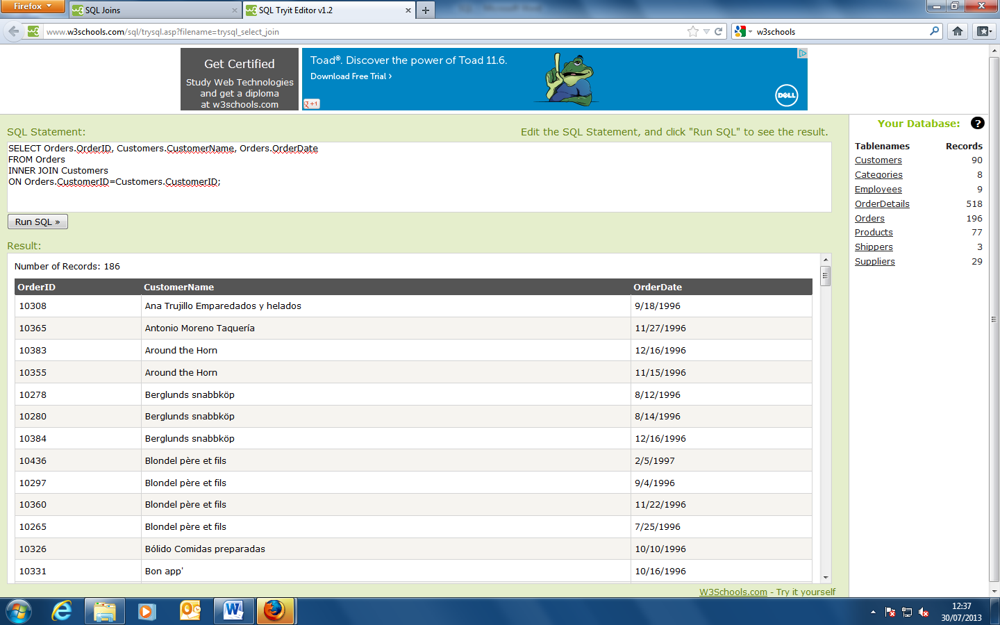 Firefox
SQL Joins
SQL Tryit Editor v1.2
www.w3schools.com/sql/trysql.asp?filename=trysql_select_join
w3schools
Get Certified
Study Web Technologies
and get a diploma
at w3schools.com
Toad®. Discover the power of Toad 11.6.
Download Free Trial ›
g +1
DELL
SQL Statement:
Edit the SQL Statement, and click "Run SQL" to see the result.
SELECT Orders.OrderID, Customers.CustomerName, Orders.OrderDate
FROM Orders
INNER JOIN Customers
ON Orders.CustomerID=Customers.CustomerID;
Run SQL »
Result:
Number of Records: 186
OrderID CustomerName OrderDate
10308 Ana Trujillo Emparedados y helados 9/18/1996
10365 Antonio Moreno Taquería 11/27/1996
10383 Around the Horn 12/16/1996
10355 Around the Horn 11/15/1996
10278 Berglunds snabbköp 8/12/1996
10280 Berglunds snabbköp 8/14/1996
10384 Berglunds snabbköp 12/16/1996
10436 Blondel père et fils 2/5/1997
10297 Blondel père et fils 9/4/1996
10360 Blondel père et fils 11/22/1996
10265 Blondel père et fils 7/25/1996
10326 Bólido Comidas preparadas 10/10/1996
10331 Bon app' 10/16/1996
W3Schools.com - Try it yourself
Your Database: ?
Tablenames Records
Customers 90
Categories 8
Employees 9
OrderDetails 518
Orders 196
Products 77
Shippers 3
Suppliers 29
12:37
30/07/2013